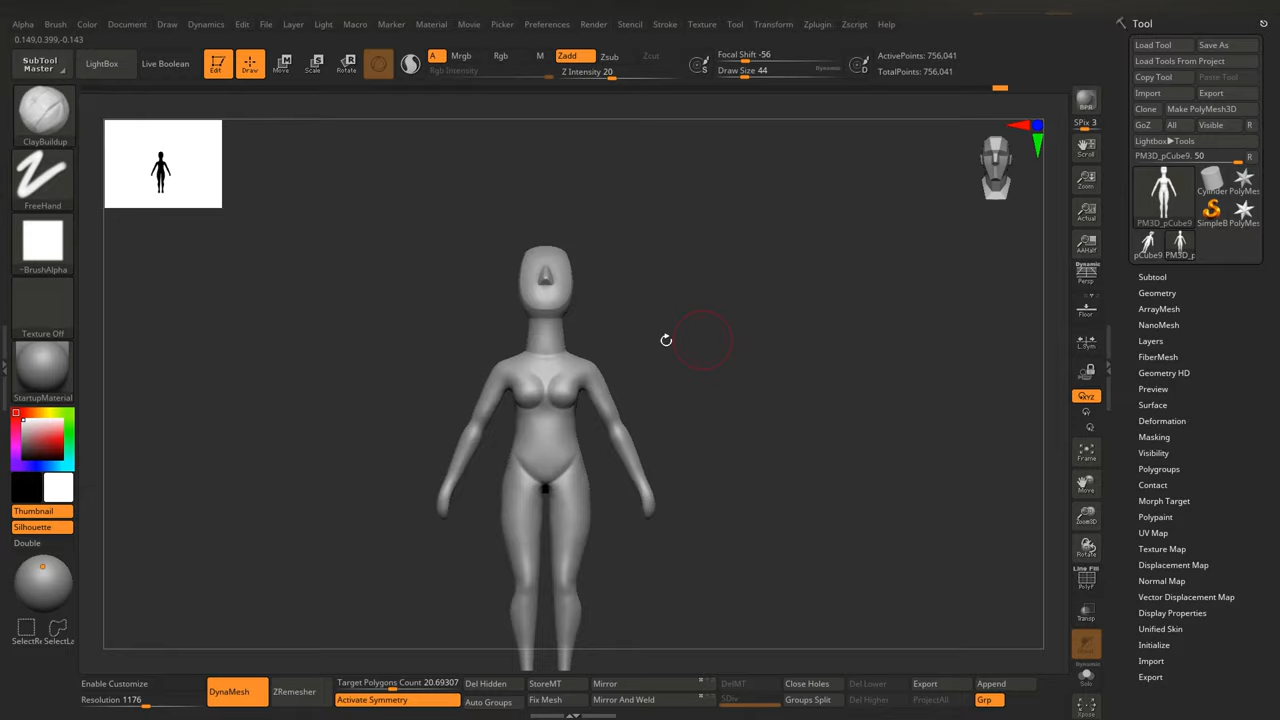 Alpha Brush Color Document Draw Dynamics Edit File Layer Light Macro Marker Material Movie Picker Preferences Render Stencil Stroke Texture Tool Transform Zplugin Zscript Help
0.149,0.399,-0.143
SubTool
Master
LightBox
Live Boolean
Edit
Draw
Move
Scale
Rotate
A
Mrgb
Rgb
M
Rgb Intensity
Zadd
Zsub
Zcut
Z Intensity 20
Focal Shift -56
Draw Size 44
Dynamic
ActivePoints: 756,041
TotalPoints: 756,041
ClayBuildup
FreeHand
~BrushAlpha
Texture Off
StartupMaterial
Thumbnail
Silhouette
Double
SelectRe
SelectLa
BPR
SPix 3
Scroll
Zoom
Actual
AAHalf
Dynamic
Persp
Floor
L.Sym
XYZ
Frame
Move
Zoom3D
Rotate
Line Fill
PolyF
Transp
Dynamic
Solo
Xpose
Tool
Load Tool
Save As
Load Tools From Project
Copy Tool
Paste Tool
Import
Export
Clone
Make PolyMesh3D
GoZ
All
Visible
R
Lightbox▶Tools
PM3D_pCube9. 50
R
PM3D_pCube9
Cylinder
PolyMes
SimpleB
PolyMes
pCube9
PM3D_p
Subtool
Geometry
ArrayMesh
NanoMesh
Layers
FiberMesh
Geometry HD
Preview
Surface
Deformation
Masking
Visibility
Polygroups
Contact
Morph Target
Polypaint
UV Map
Texture Map
Displacement Map
Normal Map
Vector Displacement Map
Display Properties
Unified Skin
Initialize
Import
Export
Enable Customize
Resolution 1176
DynaMesh
ZRemesher
Target Polygons Count 20.69307
Activate Symmetry
Del Hidden
Auto Groups
StoreMT
Fix Mesh
Mirror
Mirror And Weld
DelMT
SDiv
Close Holes
Groups Split
Del Lower
Del Higher
Export
ProjectAll
Append
Grp